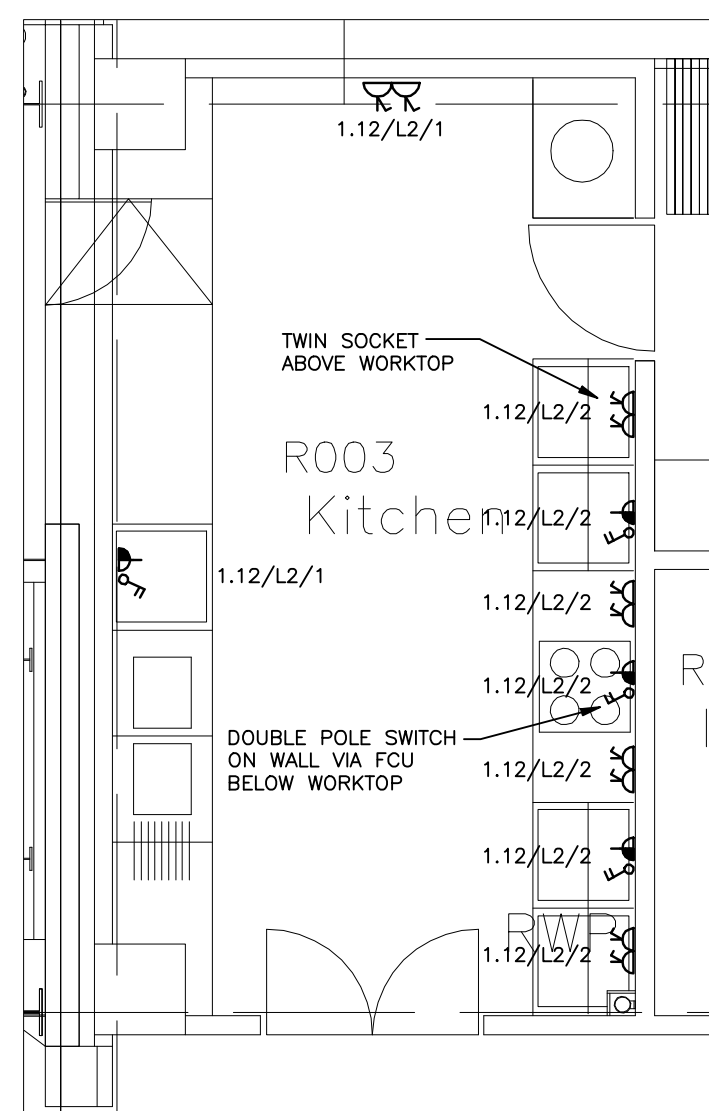 1.12/L2/1
TWIN SOCKET
ABOVE WORKTOP
1.12/L2/2
R003
Kitchen
1.12/L2/2
1.12/L2/1
1.12/L2/2
1.12/L2/2
R
DOUBLE POLE SWITCH
ON WALL VIA FCU
BELOW WORKTOP
1.12/L2/2
1.12/L2/2
RWP
1.12/L2/2